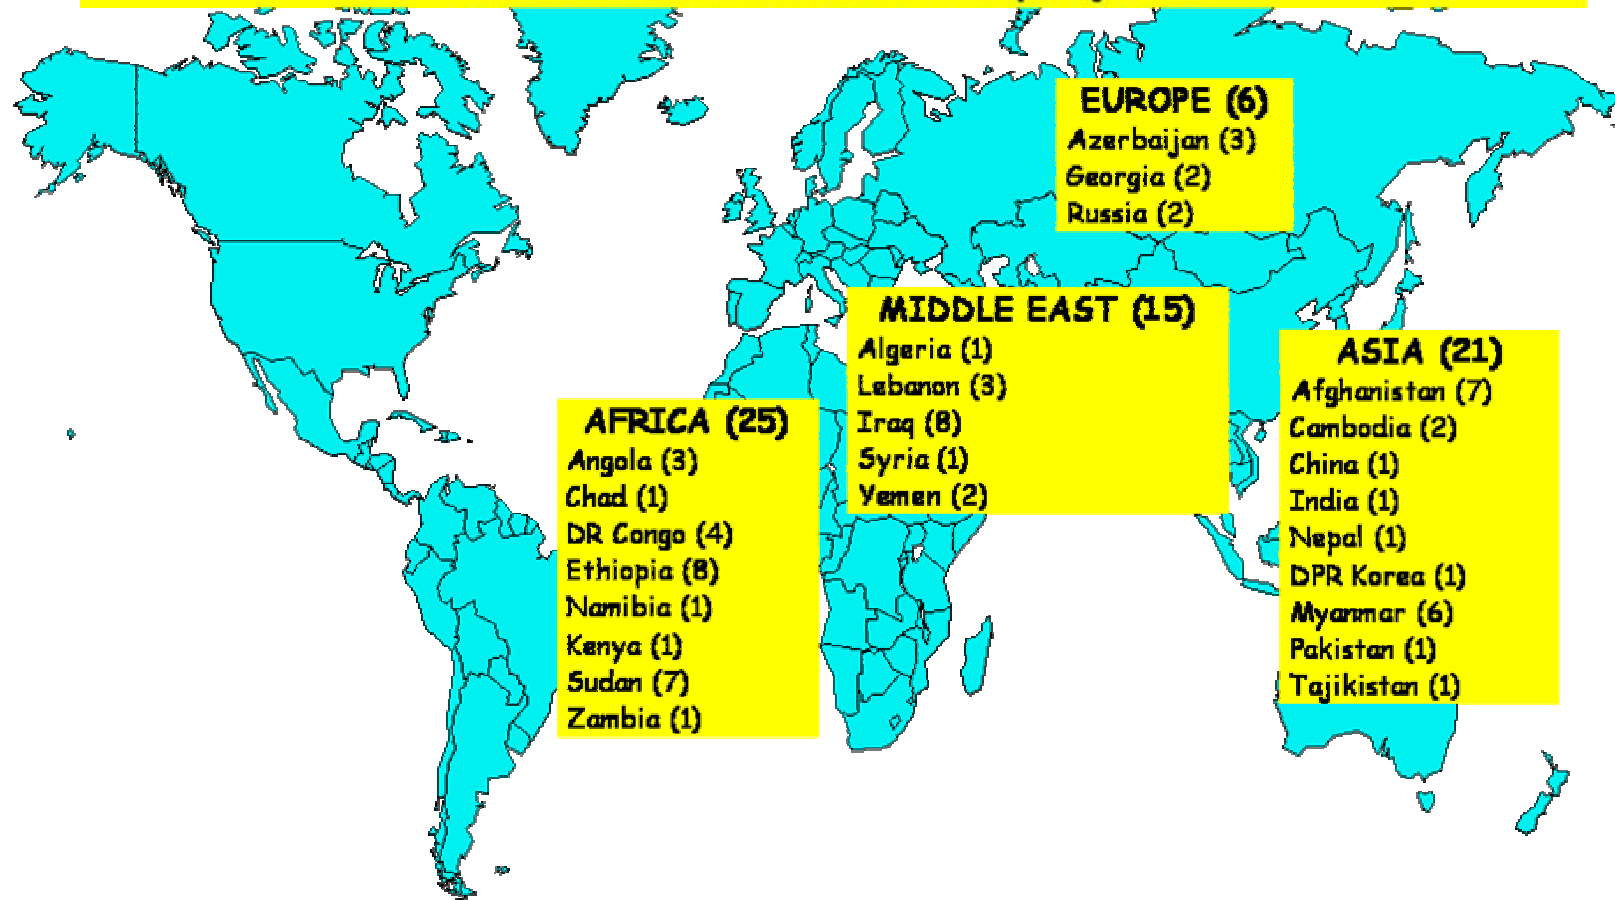 EUROPE (6)
Azerbaijan (3)
Georgia (2)
Russia (2)
MIDDLE EAST (15)
Algeria (1)
Lebanon (3)
Iraq (8)
Syria (1)
Yemen (2)
ASIA (21)
Afghanistan (7)
Cambodia (2)
China (1)
India (1)
Nepal (1)
DPR Korea (1)
Myanmar (6)
Pakistan (1)
Tajikistan (1)
AFRICA (25)
Angola (3)
Chad (1)
DR Congo (4)
Ethiopia (8)
Namibia (1)
Kenya (1)
Sudan (7)
Zambia (1)